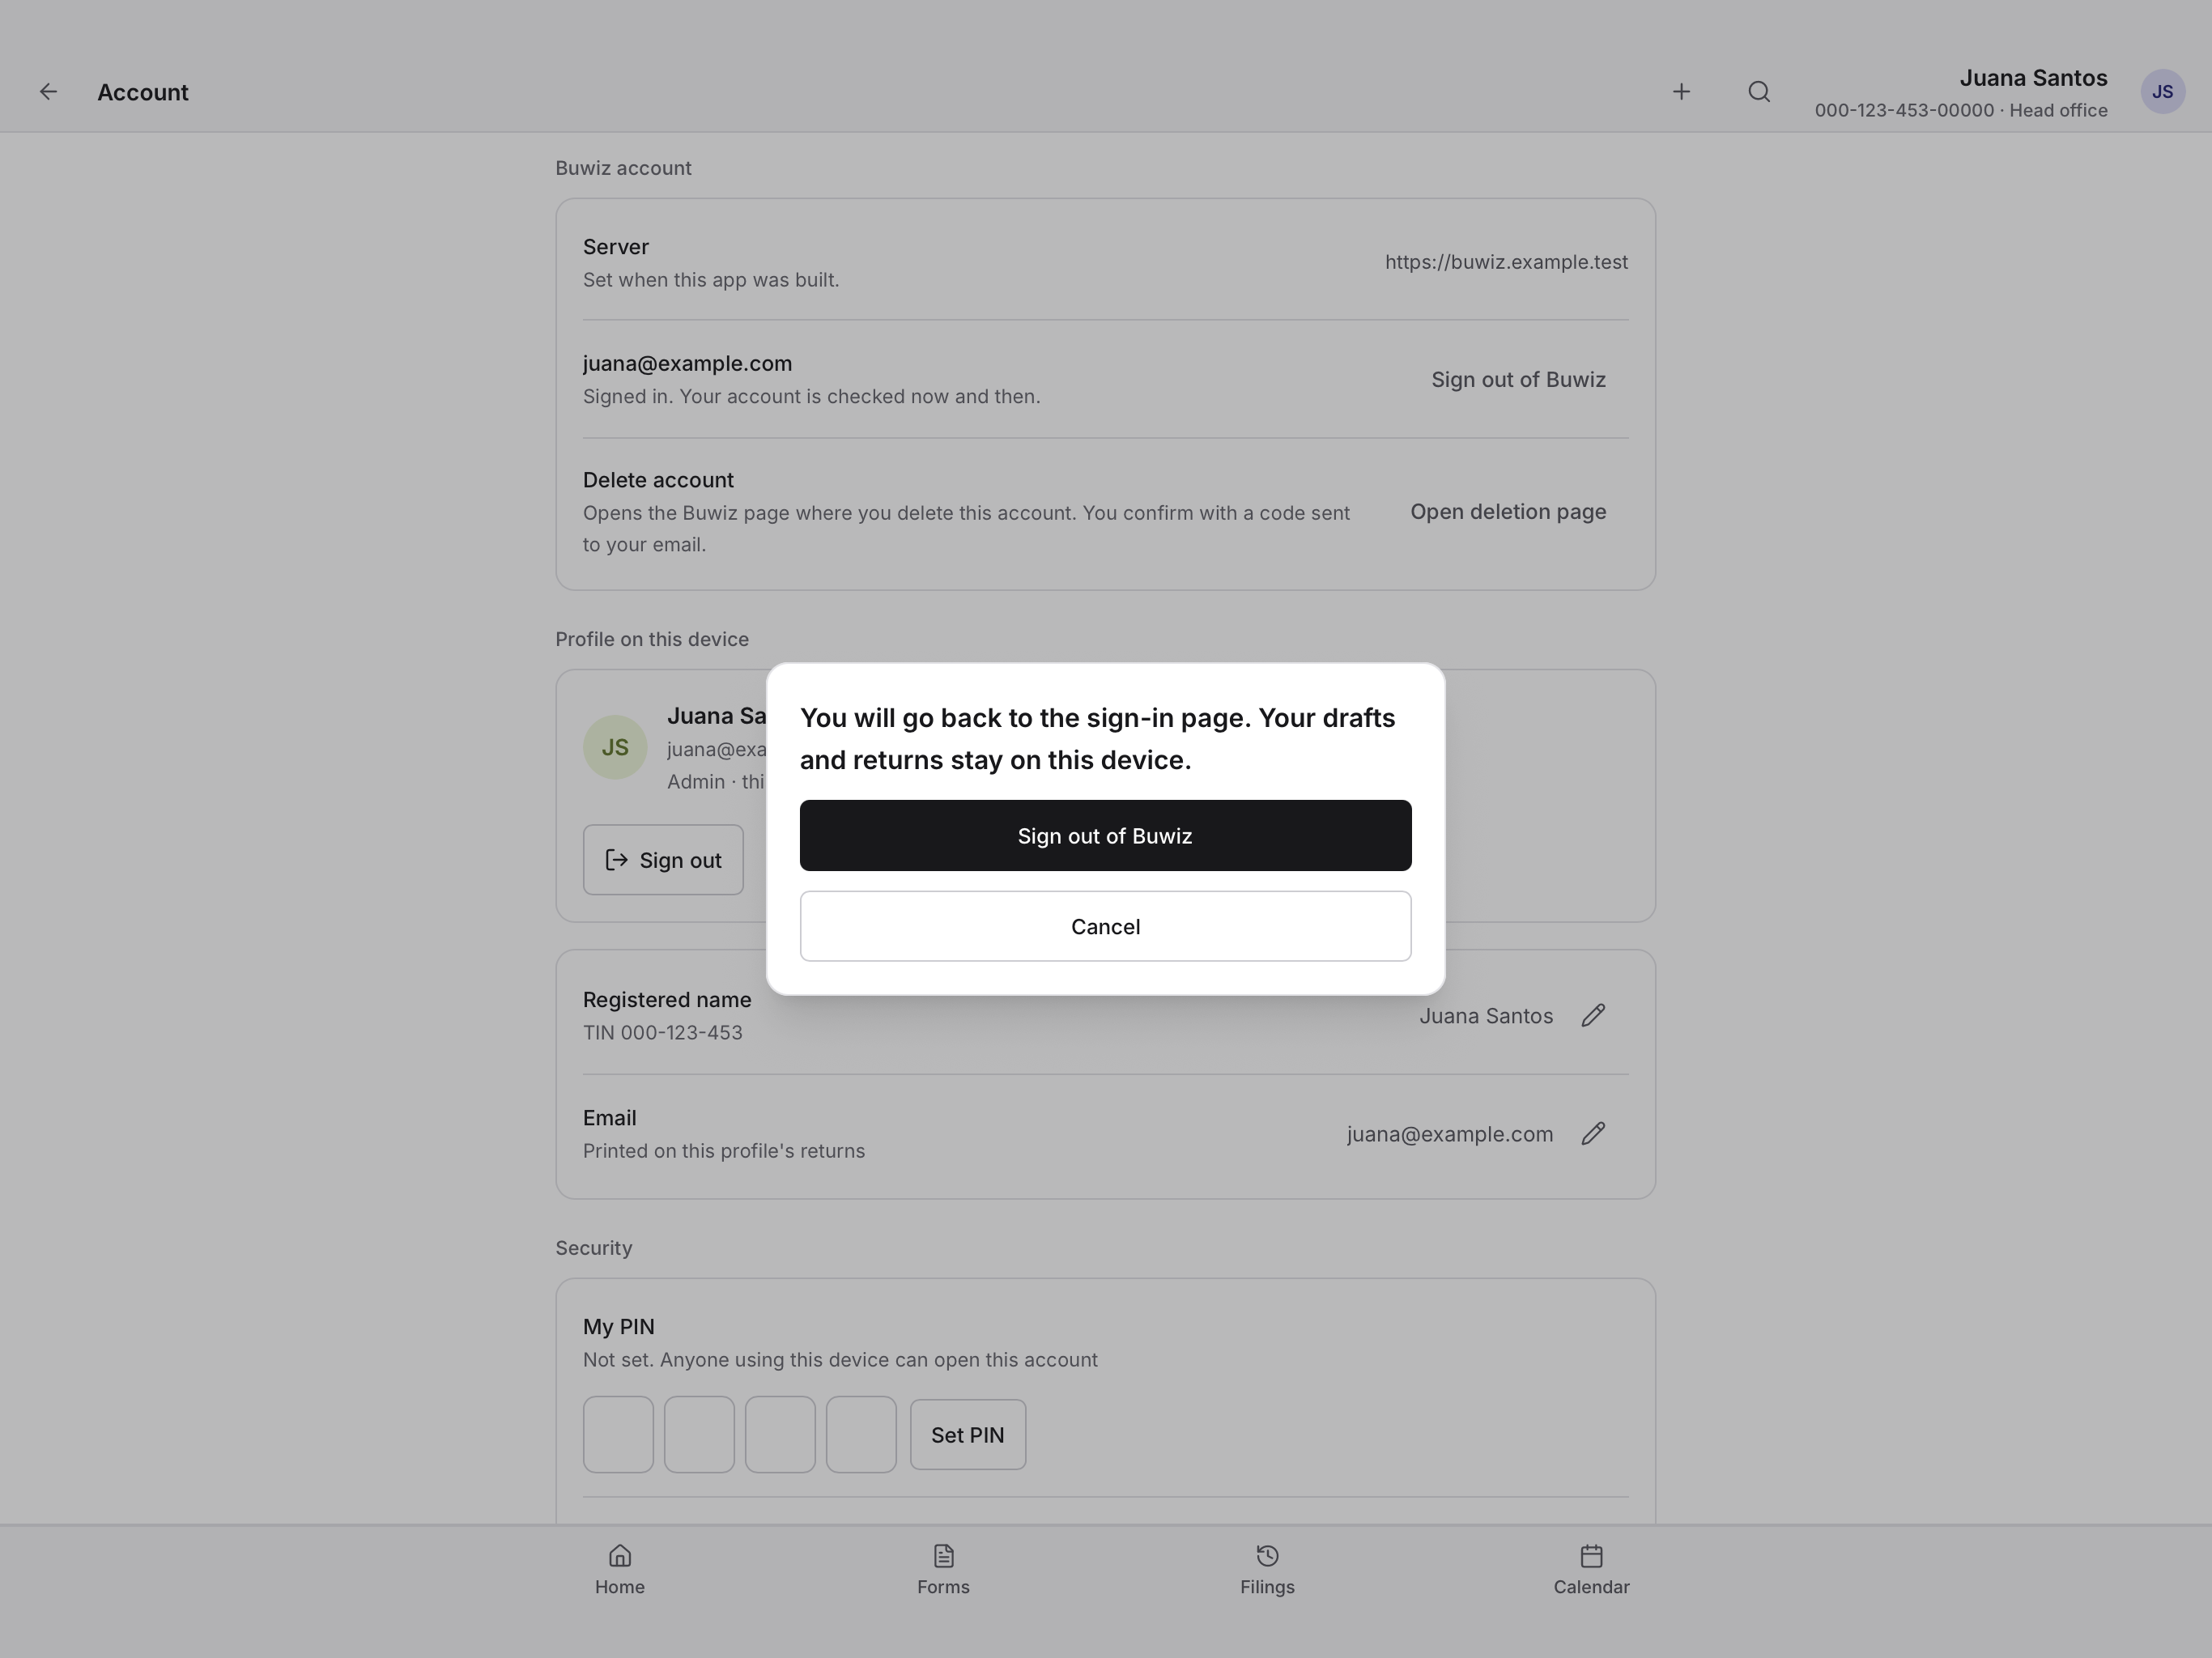 Account
Juana Santos
000-123-453-00000 · Head office
JS
Buwiz account
Server
Set when this app was built.
https://buwiz.example.test
juana@example.com
Signed in. Your account is checked now and then.
Sign out of Buwiz
Delete account
Opens the Buwiz page where you delete this account. You confirm with a code sent
to your email.
Open deletion page
Profile on this device
JS
Juana
Admin ·
Sign out
You will go back to the sign-in page. Your drafts
and returns stay on this device.
Sign out of Buwiz
Cancel
Registered name
TIN 000-123-453
Juana Santos
Email
Printed on this profile's returns
juana@example.com
Security
My PIN
Not set. Anyone using this device can open this account
Set PIN
Home
Forms
Filings
Calendar